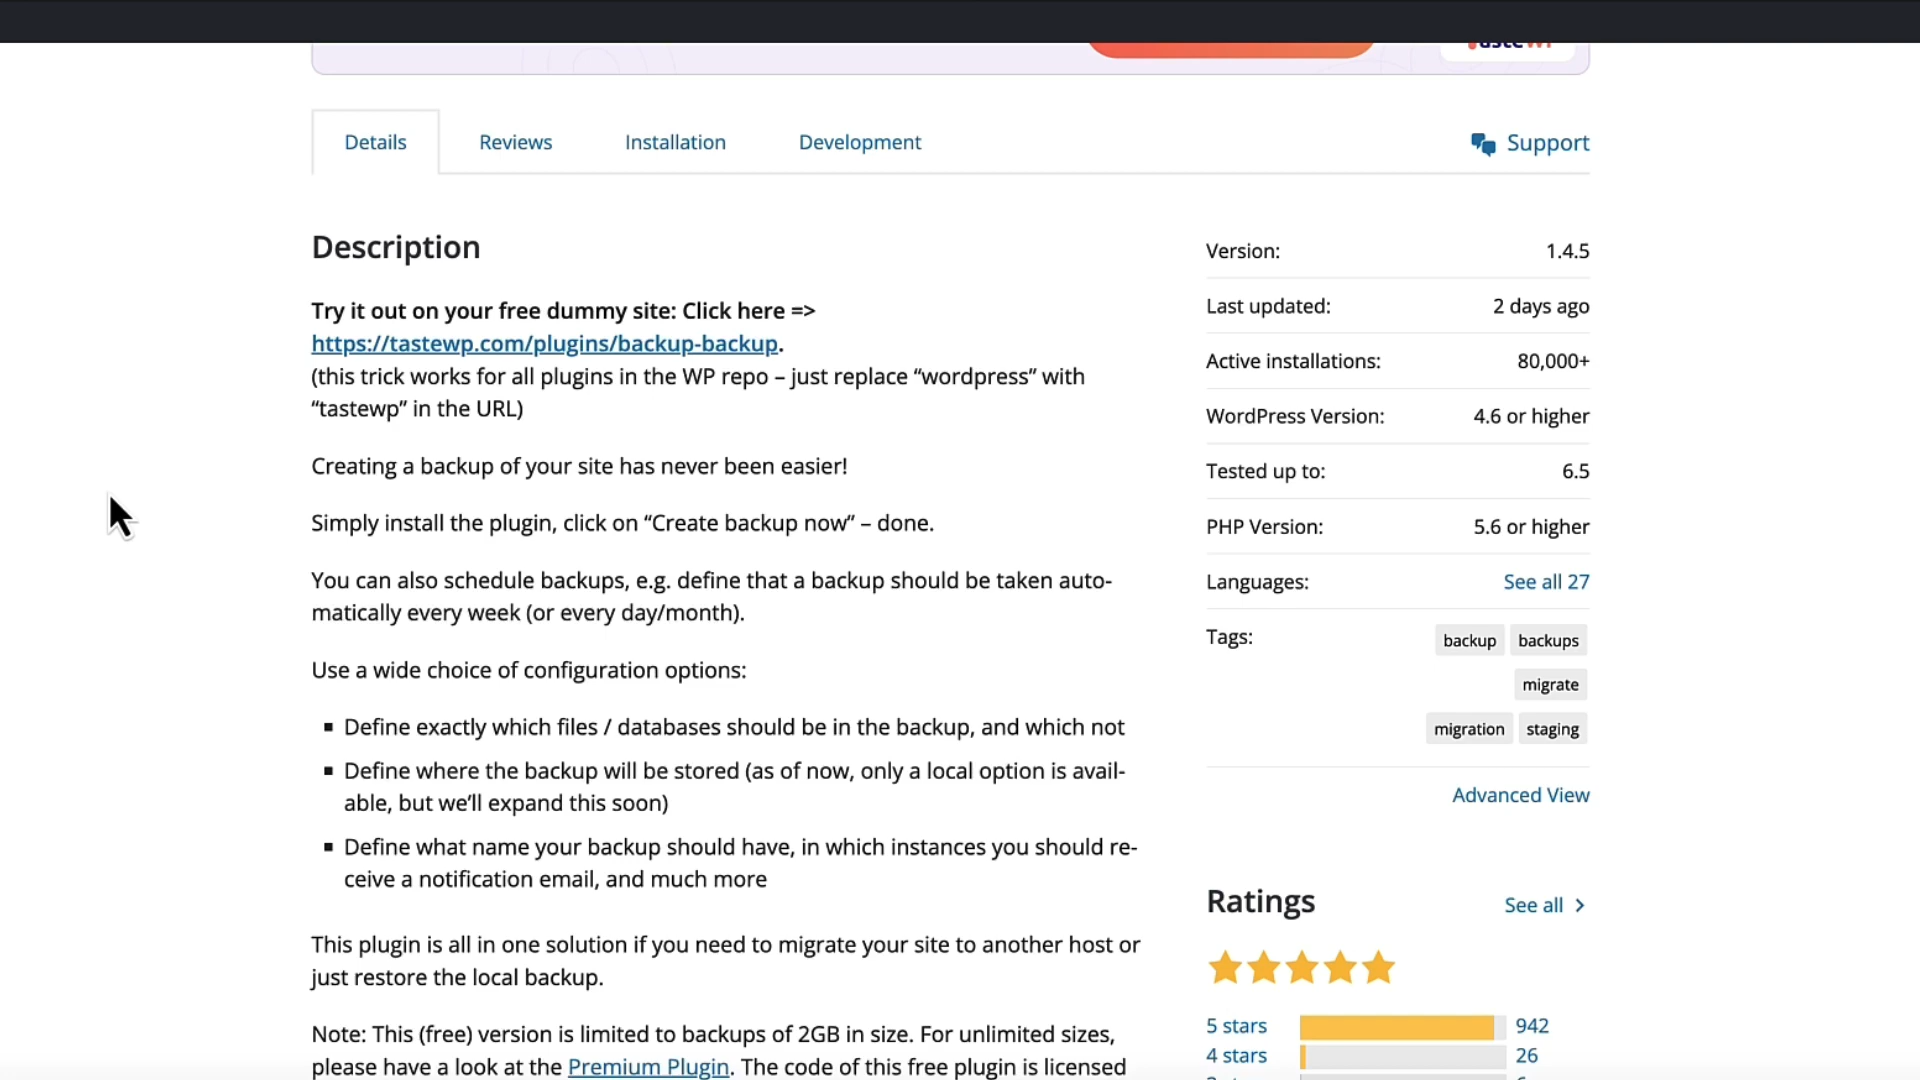 Details
Reviews
Installation
Development
Support
Description
Try it out on your free dummy site: Click here =>
https://tastewp.com/plugins/backup-backup.
(this trick works for all plugins in the WP repo – just replace “wordpress” with
“tastewp” in the URL)
Creating a backup of your site has never been easier!
Simply install the plugin, click on “Create backup now” – done.
You can also schedule backups, e.g. define that a backup should be taken auto-
matically every week (or every day/month).
Use a wide choice of configuration options:
▪ Define exactly which files / databases should be in the backup, and which not
▪ Define where the backup will be stored (as of now, only a local option is avail-
able, but we’ll expand this soon)
▪ Define what name your backup should have, in which instances you should re-
ceive a notification email, and much more
This plugin is all in one solution if you need to migrate your site to another host or
just restore the local backup.
Note: This (free) version is limited to backups of 2GB in size. For unlimited sizes,
please have a look at the Premium Plugin. The code of this free plugin is licensed
Version: 1.4.5
Last updated: 2 days ago
Active installations: 80,000+
WordPress Version: 4.6 or higher
Tested up to: 6.5
PHP Version: 5.6 or higher
Languages: See all 27
Tags: backup backups
migrate
migration staging
Advanced View
Ratings See all >
5 stars 942
4 stars 26